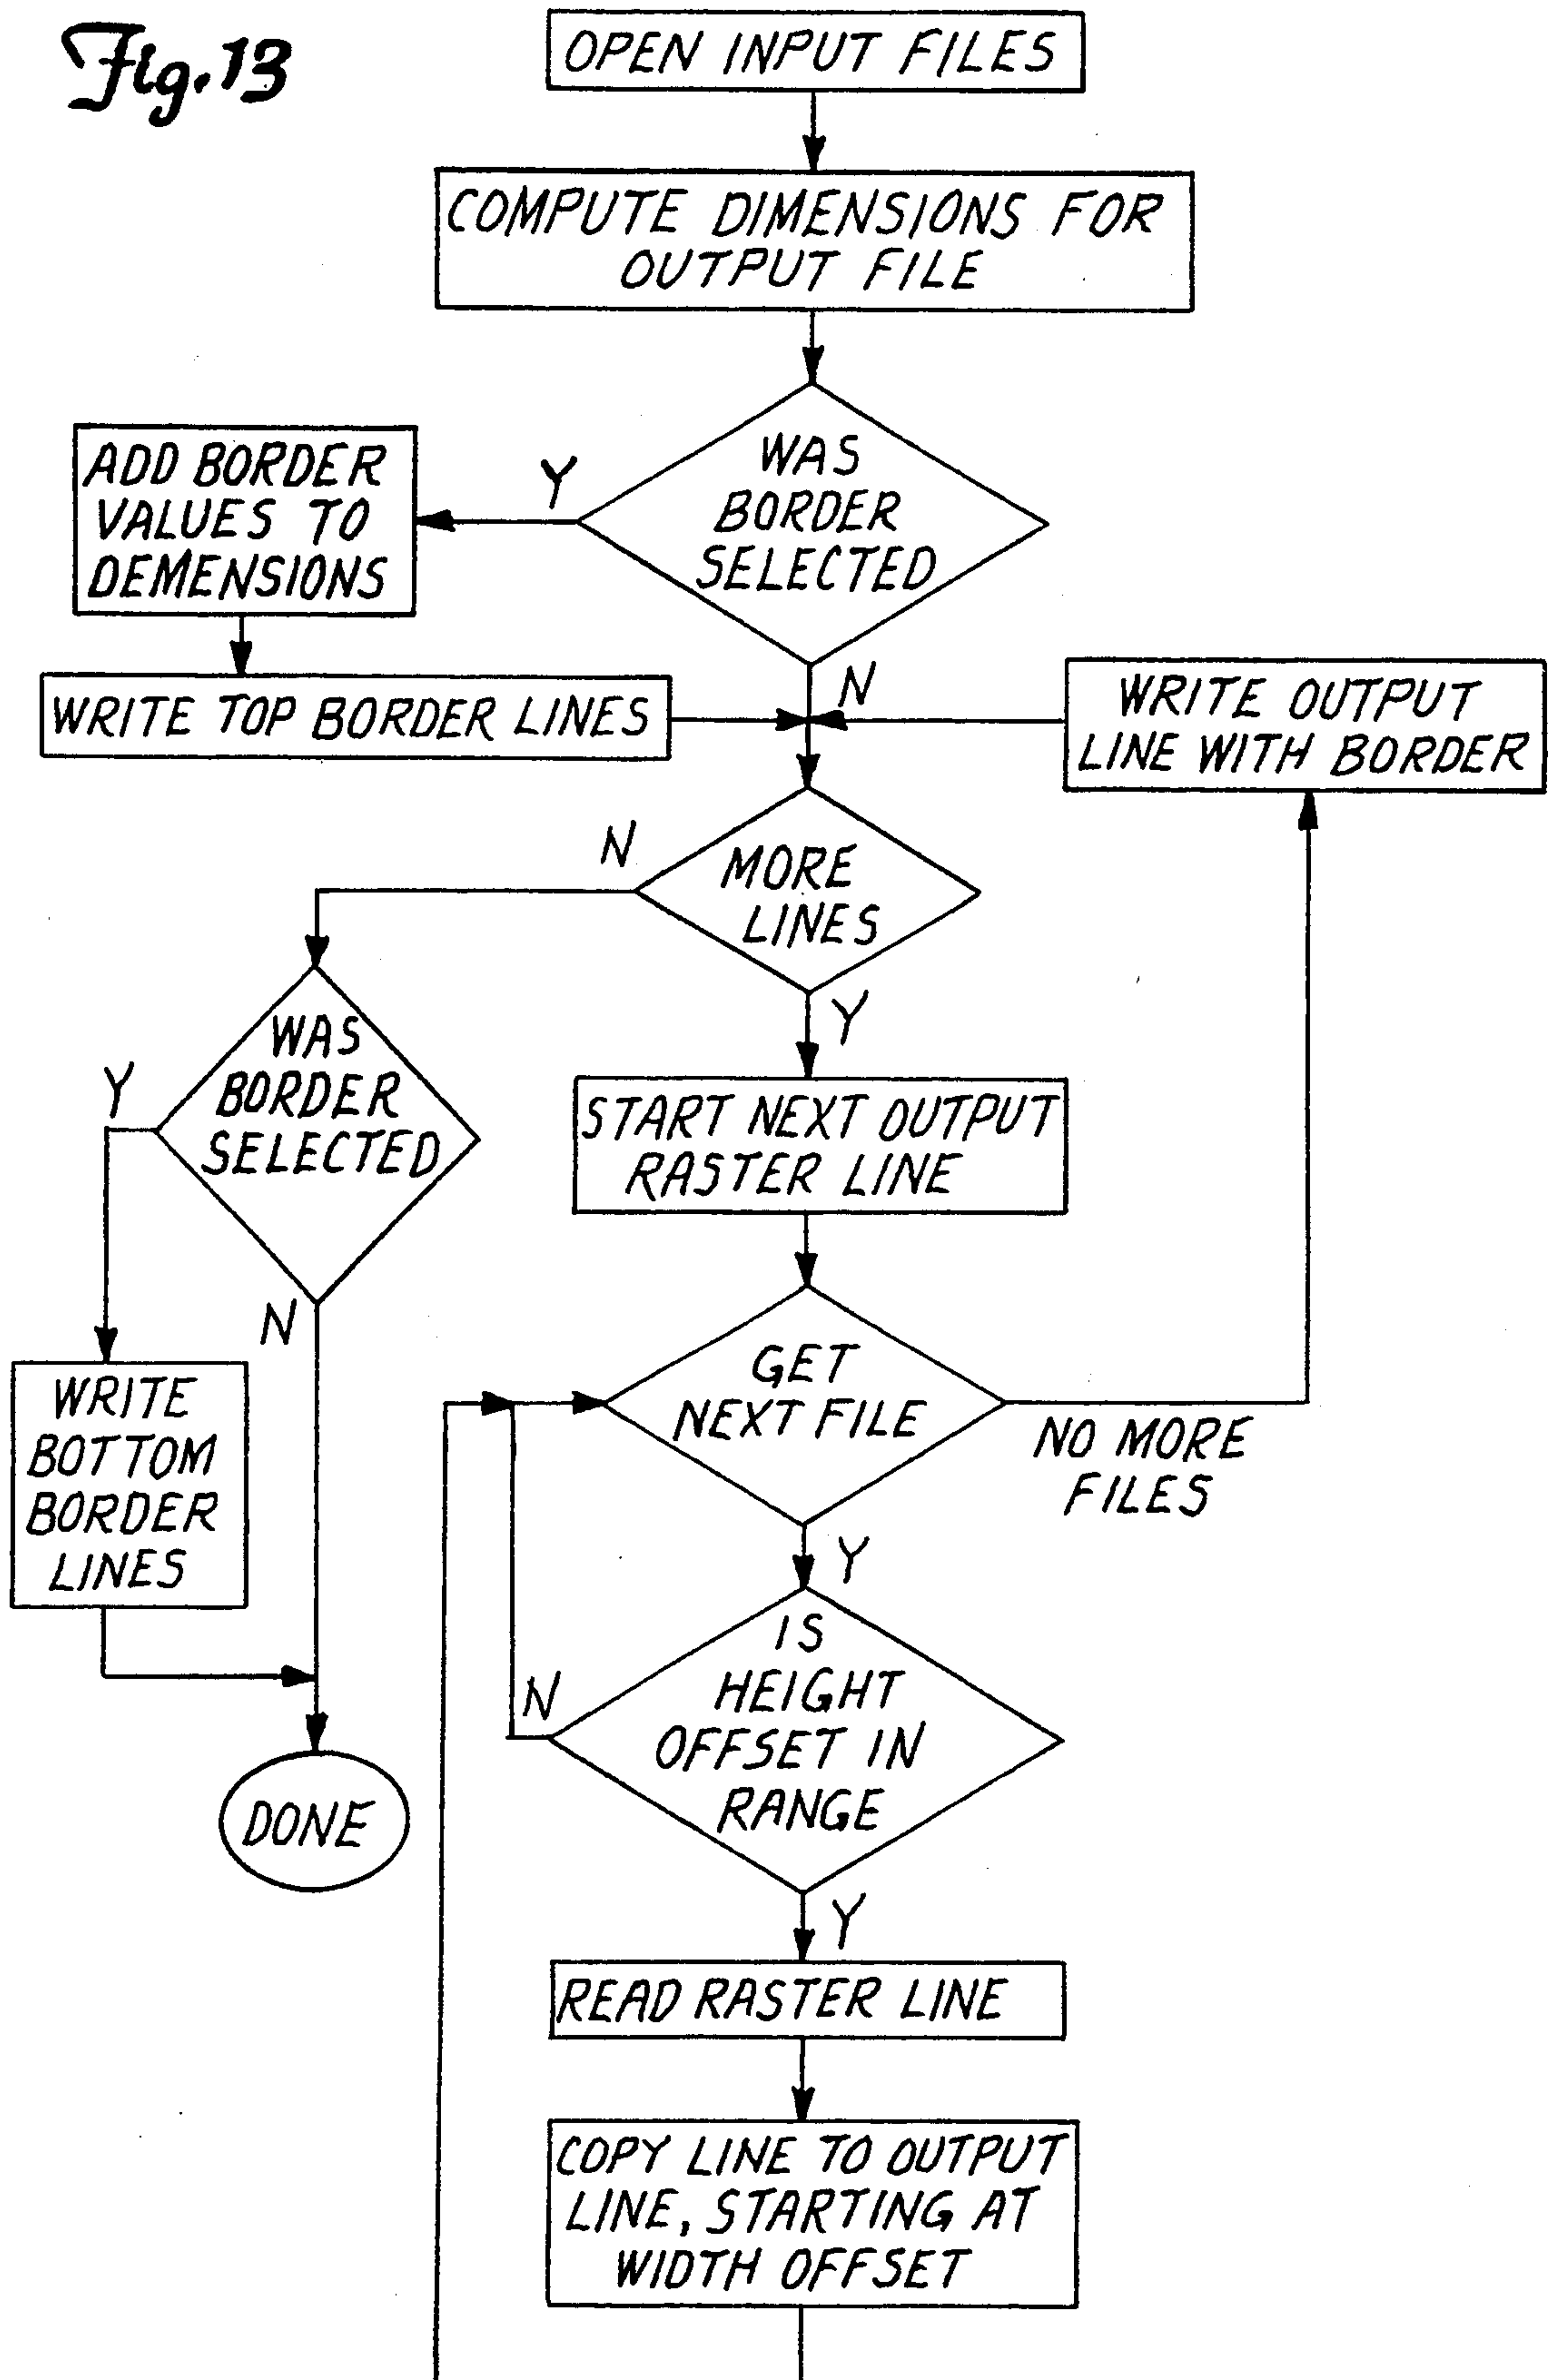 Fig. 13
OPEN INPUT FILES
COMPUTE DIMENSIONS FOR
OUTPUT FILE
WAS
BORDER
SELECTED
Y
ADD BORDER
VALUES TO
DEMENSIONS
WRITE TOP BORDER LINES
N
WRITE OUTPUT
LINE WITH BORDER
MORE
LINES
N
Y
WAS
BORDER
SELECTED
Y
N
WRITE
BOTTOM
BORDER
LINES
DONE
START NEXT OUTPUT
RASTER LINE
GET
NEXT FILE
NO MORE
FILES
Y
IS
HEIGHT
OFFSET IN
RANGE
N
Y
READ RASTER LINE
COPY LINE TO OUTPUT
LINE, STARTING AT
WIDTH OFFSET